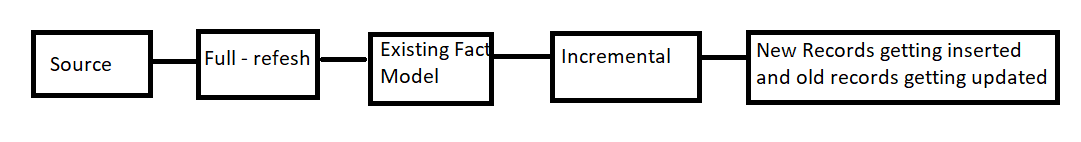 Source
Full - refesh
Existing Fact
Model
Incremental
New Records getting inserted
and old records getting updated